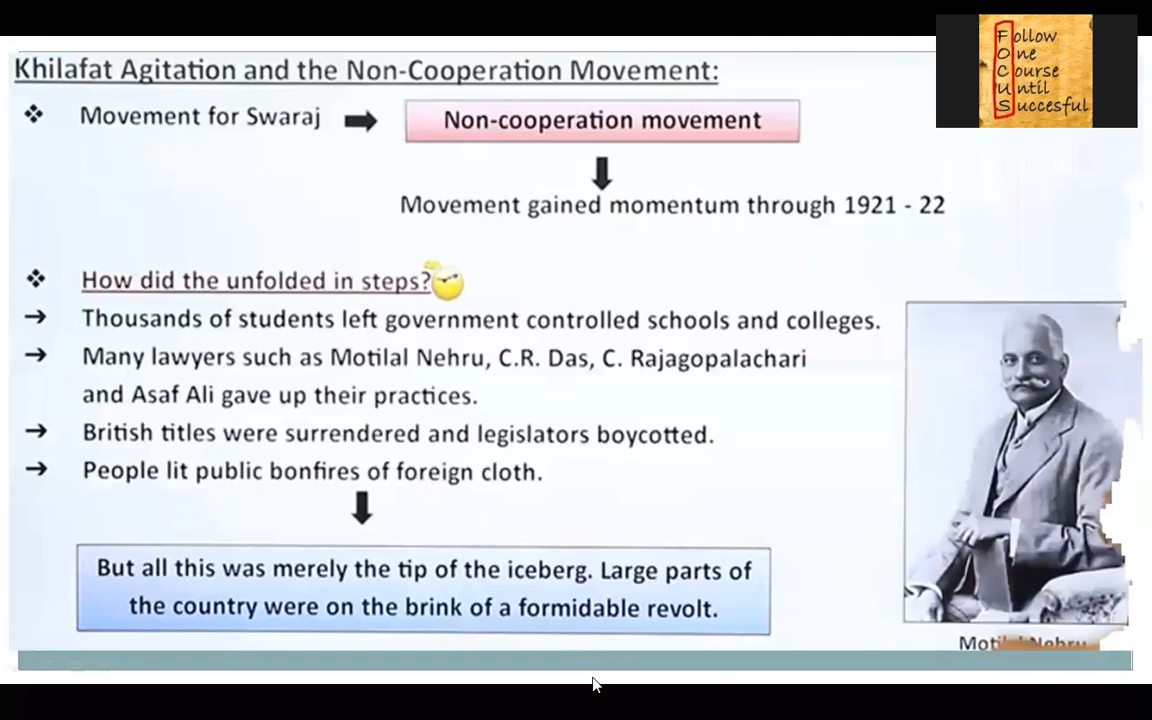 Follow
One
Course
Until
Succesful
Khilafat Agitation and the Non-Cooperation Movement:
Movement for Swaraj
Non-cooperation movement
Movement gained momentum through 1921 - 22
How did the unfolded in steps?
Thousands of students left government controlled schools and colleges.
Many lawyers such as Motilal Nehru, C.R. Das, C. Rajagopalachari
and Asaf Ali gave up their practices.
British titles were surrendered and legislators boycotted.
People lit public bonfires of foreign cloth.
But all this was merely the tip of the iceberg. Large parts of
the country were on the brink of a formidable revolt.
Motilal Nehru